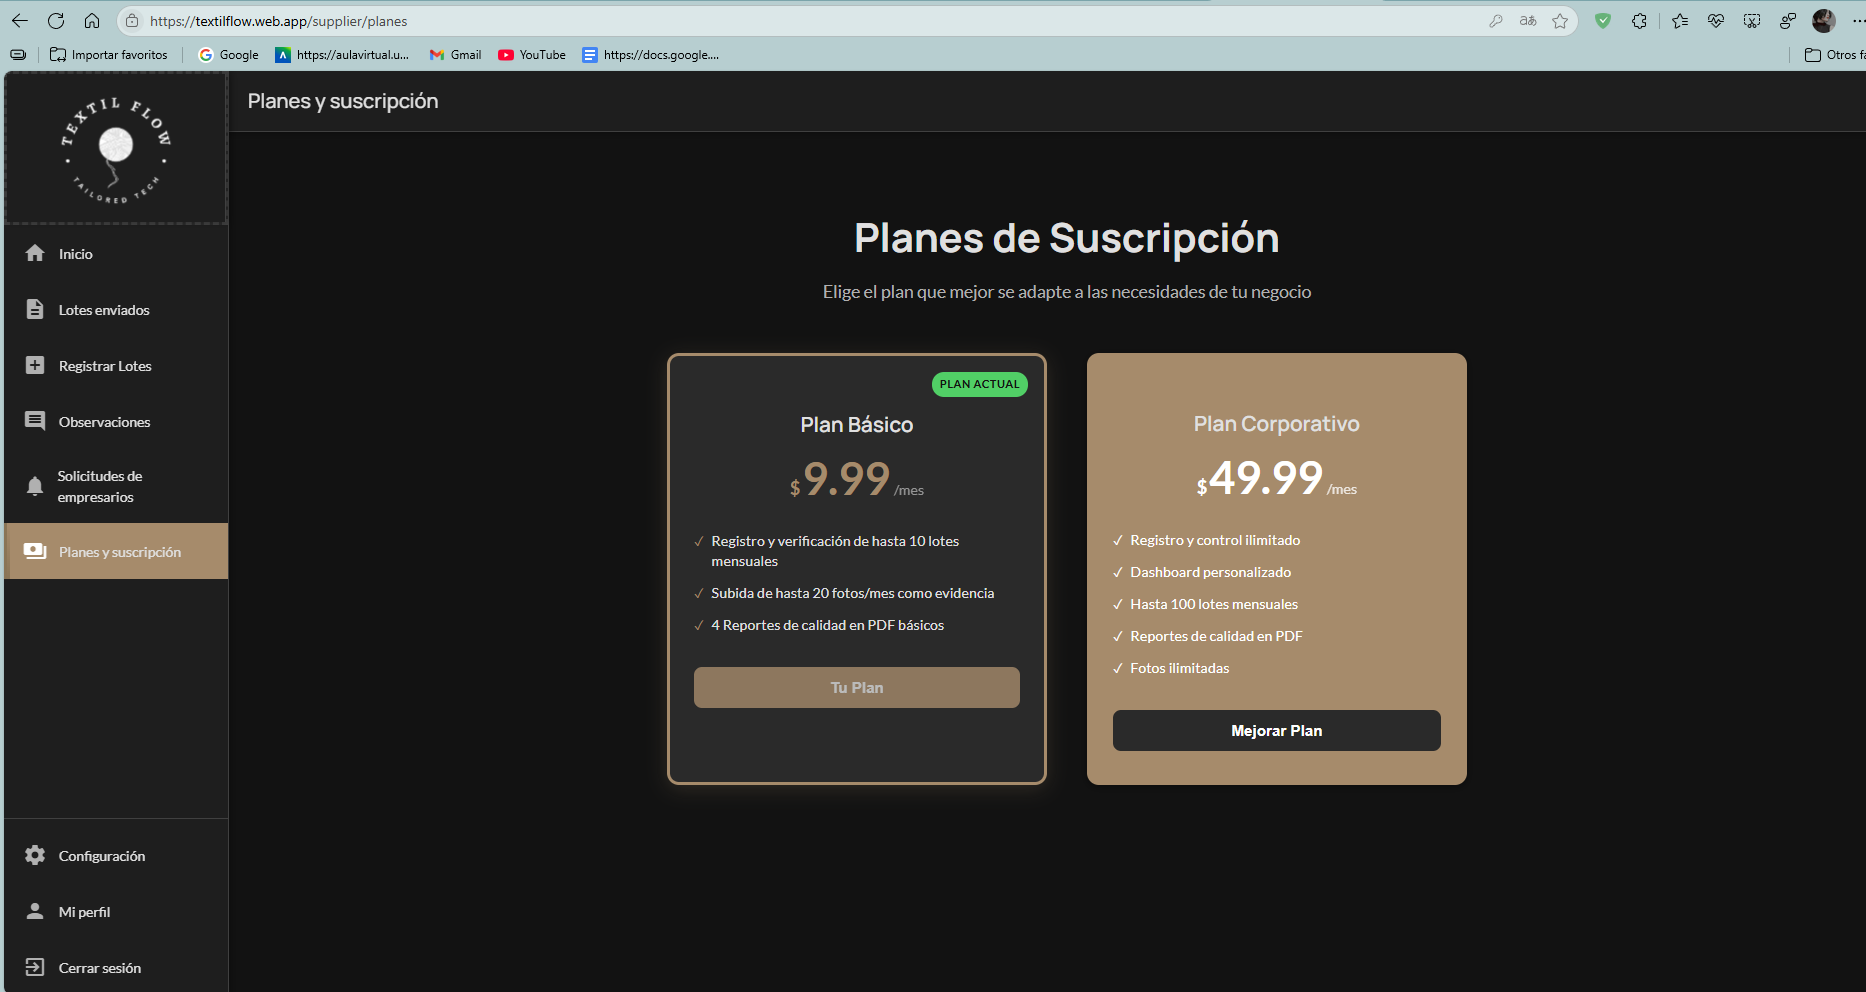 https://textilflow.web.app/supplier/planes
Importar favoritos
Google
https://aulavirtual.u...
Gmail
YouTube
https://docs.google....
Otros fa
TEXTIL FLOW
TAILORED TECH
Planes y suscripción
Inicio
Lotes enviados
Registrar Lotes
Observaciones
Solicitudes de
empresarios
Planes y suscripción
Configuración
Mi perfil
Cerrar sesión
Planes de Suscripción
Elige el plan que mejor se adapte a las necesidades de tu negocio
PLAN ACTUAL
Plan Básico
$9.99 /mes
✓ Registro y verificación de hasta 10 lotes
mensuales
✓ Subida de hasta 20 fotos/mes como evidencia
✓ 4 Reportes de calidad en PDF básicos
Tu Plan
Plan Corporativo
$49.99 /mes
✓ Registro y control ilimitado
✓ Dashboard personalizado
✓ Hasta 100 lotes mensuales
✓ Reportes de calidad en PDF
✓ Fotos ilimitadas
Mejorar Plan